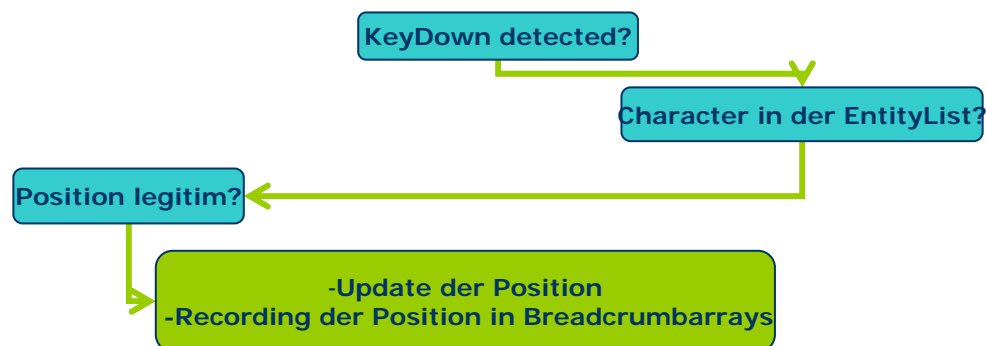 KeyDown detected?
Character in der EntityList?
Position legitim?
-Update der Position
-Recording der Position in Breadcrumbarrays